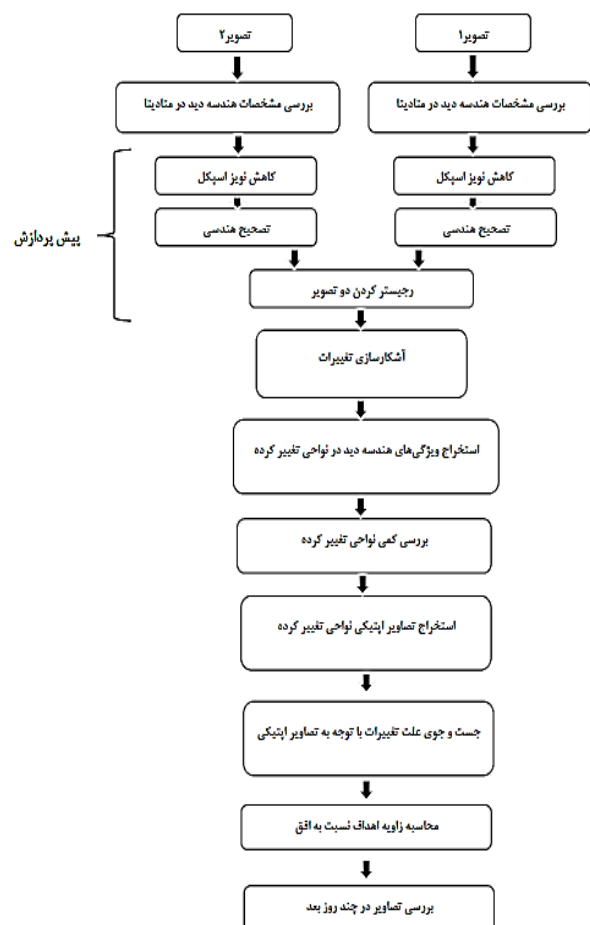 تصویر۱
تصویر۲
بررسی مشخصات هندسه دید در متادیتا
بررسی مشخصات هندسه دید در متادیتا
کاهش نویز اسپکل
کاهش نویز اسپکل
تصحیح هندسی
تصحیح هندسی
پیش پردازش
رجیستر کردن دو تصویر
آشکارسازی تغییرات
استخراج ویژگی‌های هندسه دید در نواحی تغییر کرده
بررسی کمی نواحی تغییر کرده
استخراج تصاویر اپتیکی نواحی تغییر کرده
جست و جوی علت تغییرات با توجه به تصاویر اپتیکی
محاسبه زاویه اهداف نسبت به افق
بررسی تصاویر در چند روز بعد